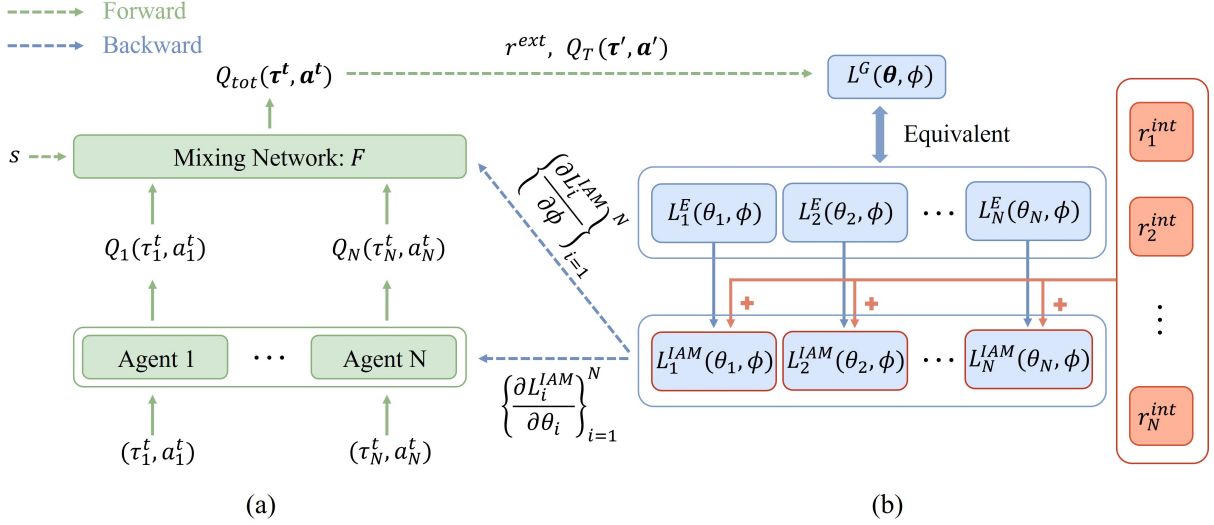 Forward
Backward
Q_{tot}(τ^t, a^t)
r^{ext}, Q_T(τ′, a′)
L^G(θ, ϕ)
Equivalent
s
Mixing Network: F
Q_1(τ_1^t, a_1^t)
Q_N(τ_N^t, a_N^t)
Agent 1
···
Agent N
(τ_1^t, a_1^t)
(τ_N^t, a_N^t)
{∂L_i^{IAM}/∂ϕ}_{i=1}^N
{∂L_i^{IAM}/∂θ_i}_{i=1}^N
L_1^E(θ_1, ϕ)
L_2^E(θ_2, ϕ)
···
L_N^E(θ_N, ϕ)
+
+
+
L_1^{IAM}(θ_1, ϕ)
L_2^{IAM}(θ_2, ϕ)
···
L_N^{IAM}(θ_N, ϕ)
r_1^{int}
r_2^{int}
⋮
r_N^{int}
(a)
(b)